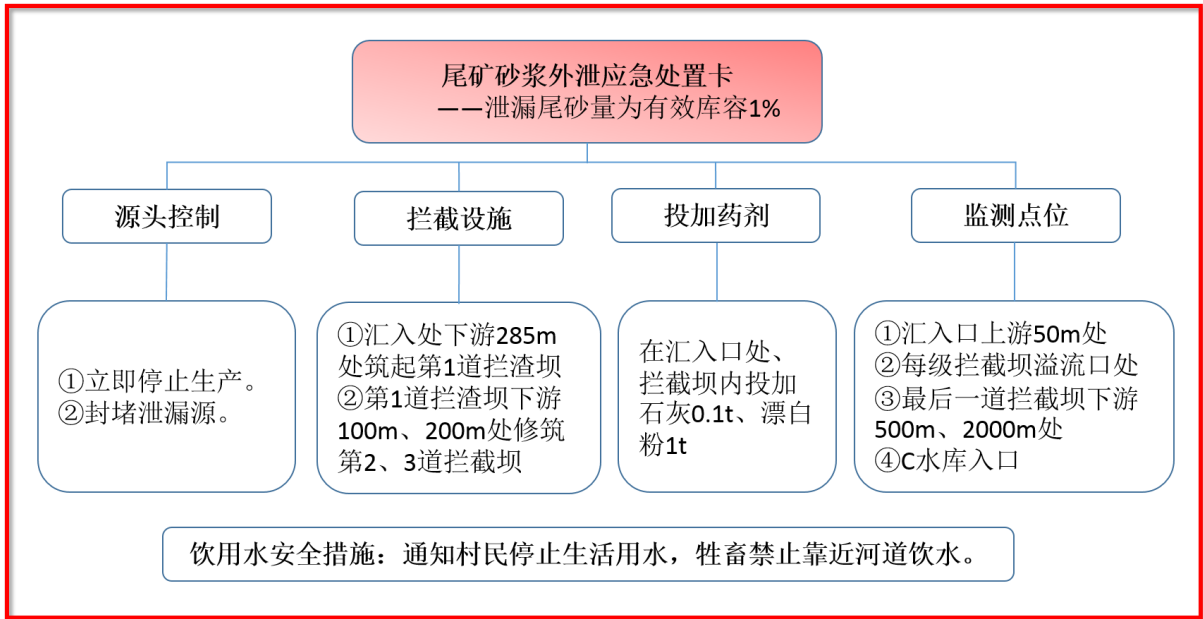 尾矿砂浆外泄应急处置卡
——泄漏尾砂量为有效库容1%
源头控制
拦截设施
投加药剂
监测点位
①立即停止生产。
②封堵泄漏源。
①汇入处下游285m
处筑起第1道拦渣坝
②第1道拦渣坝下游
100m、200m处修筑
第2、3道拦截坝
在汇入口处、
拦截坝内投加
石灰0.1t、漂白
粉1t
①汇入口上游50m处
②每级拦截坝溢流口处
③最后一道拦截坝下游
500m、2000m处
④C水库入口
饮用水安全措施：通知村民停止生活用水，牲畜禁止靠近河道饮水。